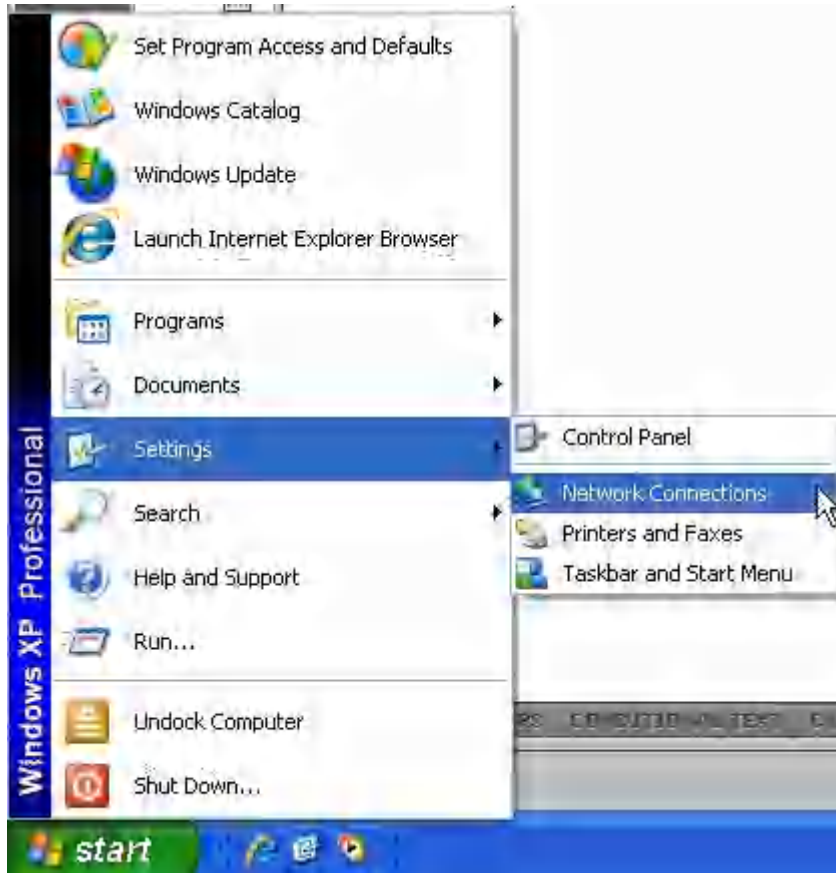 Set Program Access and Defaults
Windows Catalog
Windows Update
Launch Internet Explorer Browser
Programs
Documents
Settings
Search
Help and Support
Run...
Undock Computer
Shut Down...
Control Panel
Network Connections
Printers and Faxes
Taskbar and Start Menu
Windows XP Professional
TEXT
start